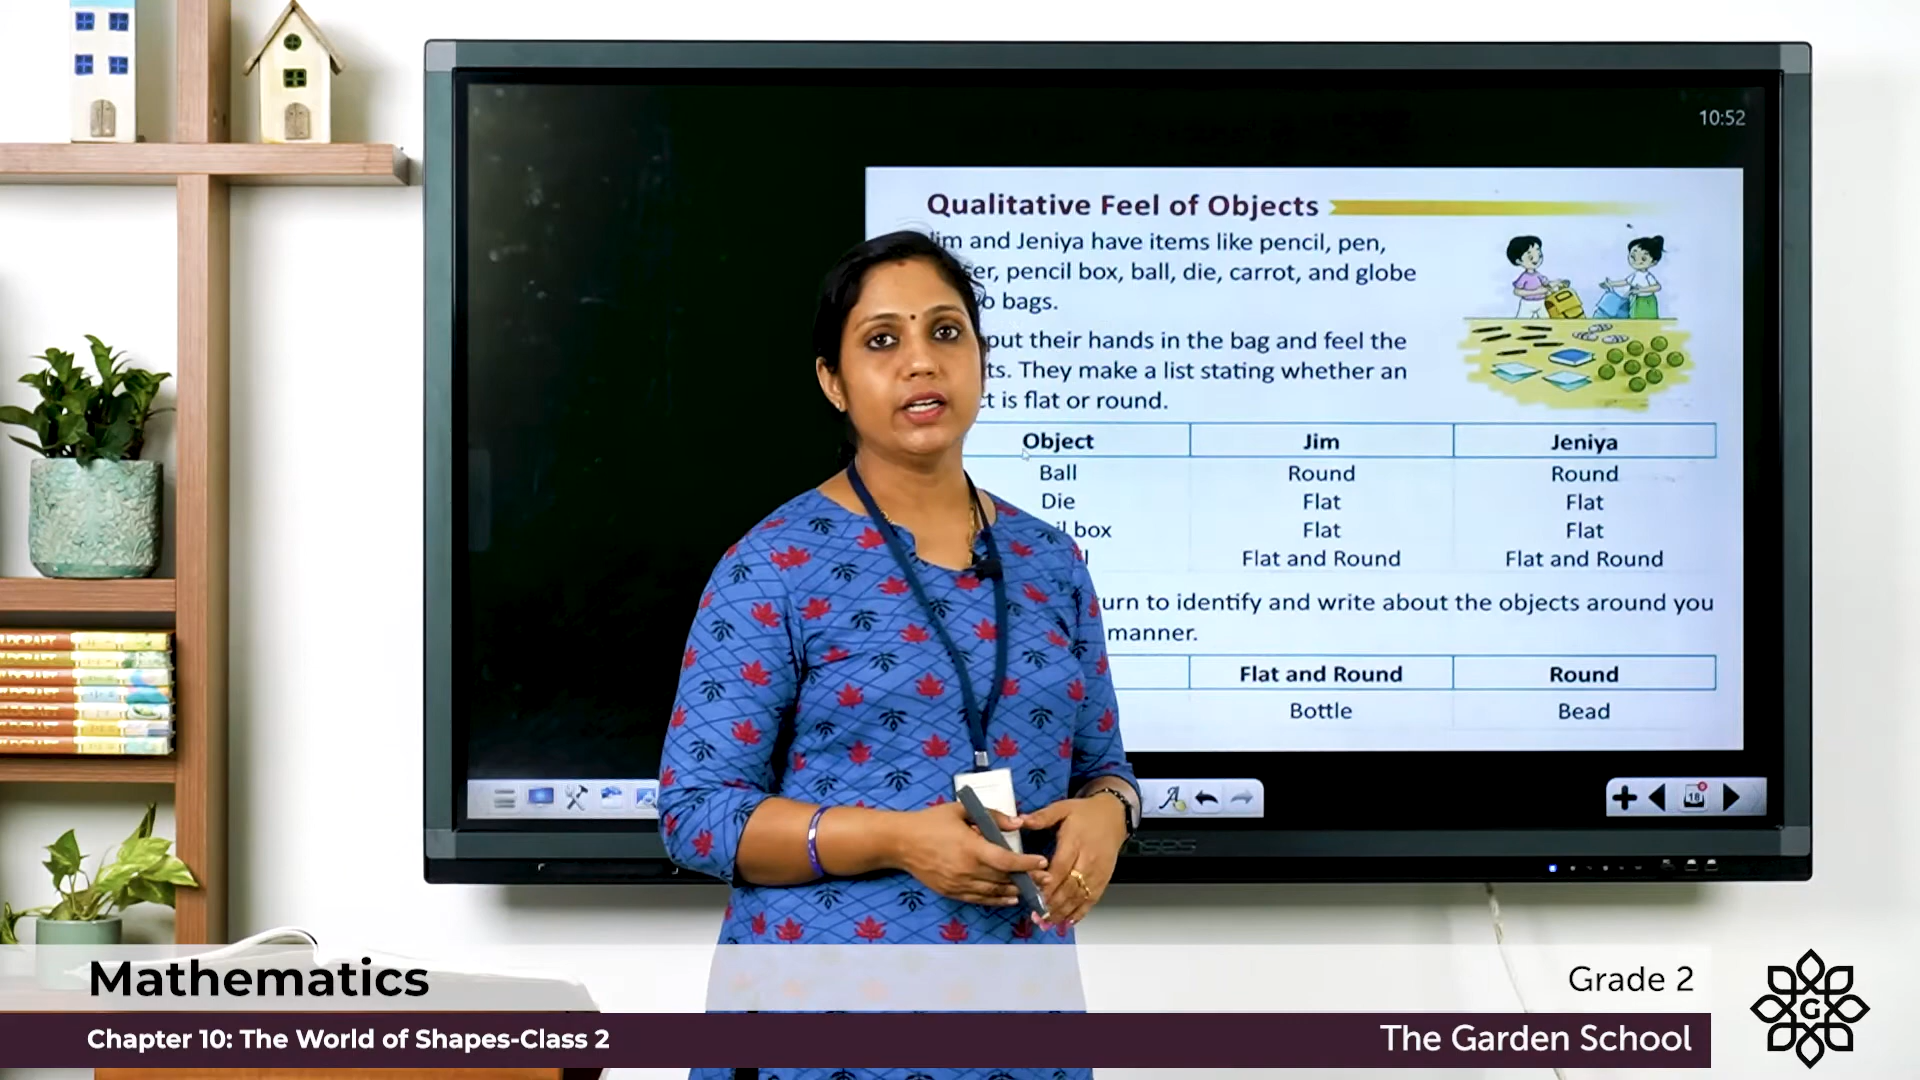 10:52
Qualitative Feel of Objects
Jim and Jeniya have items like pencil, pen,
pencil box, ball, die, carrot, and globe
bags.
put their hands in the bag and feel the
They make a list stating whether an
is flat or round.
Object Jim Jeniya
Ball Round Round
Die Flat Flat
box Flat Flat
Flat and Round Flat and Round
to identify and write about the objects around you
manner.
Flat and Round Round
Bottle Bead
18
Mathematics
Grade 2
Chapter 10: The World of Shapes-Class 2
The Garden School
G